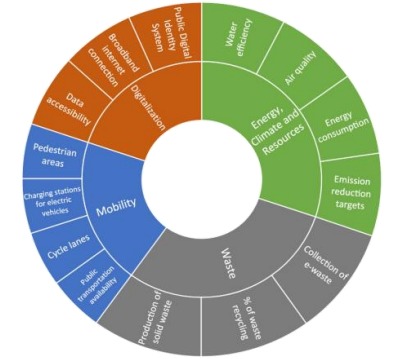 Water
efficiency
Air quality
Energy
consumption
Emission
reduction
targets
Energy,
Climate and
Resources
Collection of
e-waste
% of waste
recycling
Production of
solid waste
Waste
Public
transportation
availability
Cycle lanes
Charging stations
for electric
vehicles
Pedestrian
areas
Mobility
Data
accessibility
Broadband
internet
connection
Public Digital
Identity
System
Digitalization